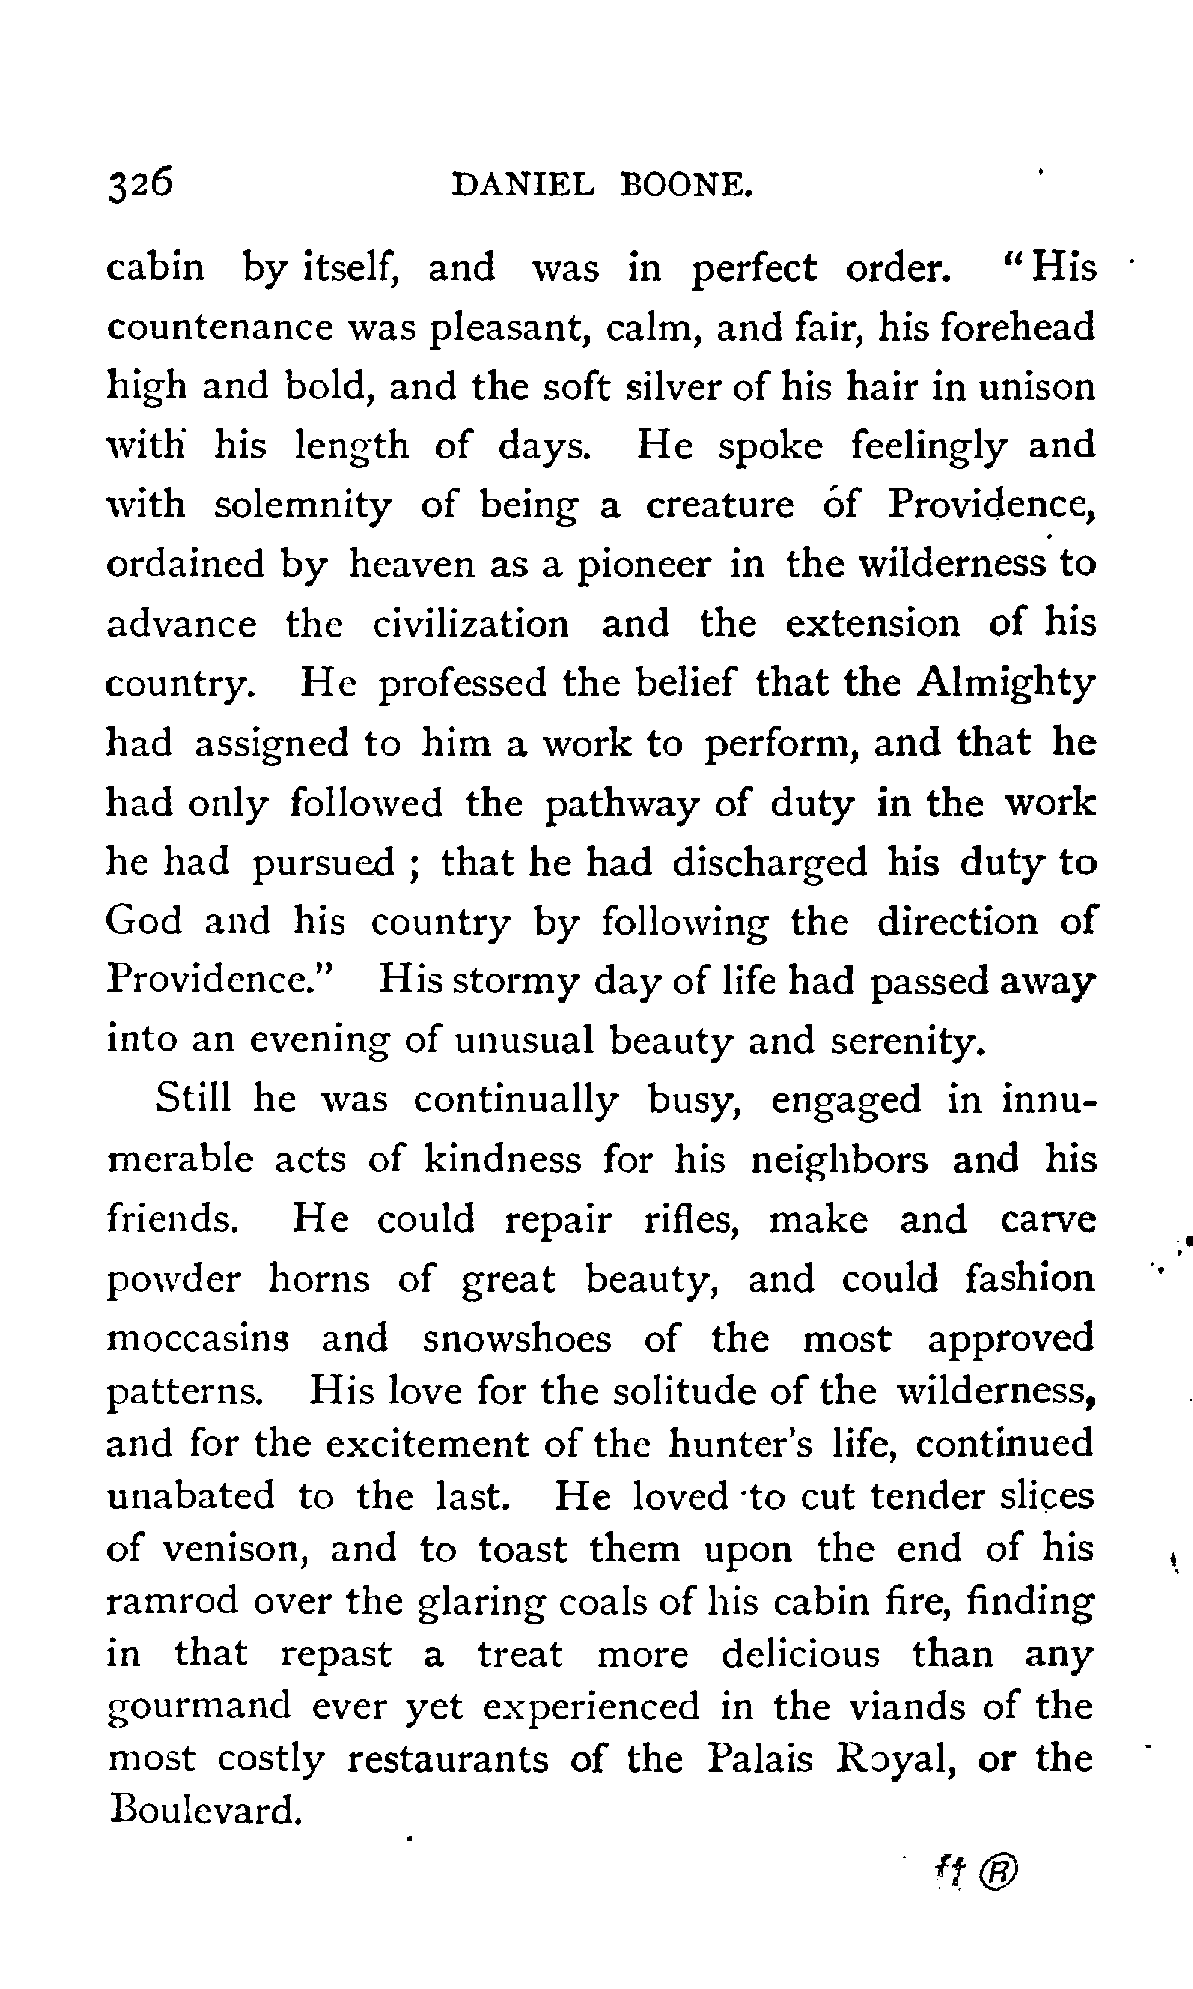 326 DANIEL BOONE.
cabin by itself, and was in perfect order. "His
countenance was pleasant, calm, and fair, his forehead
high and bold, and the soft silver of his hair in unison
with his length of days. He spoke feelingly and
with solemnity of being a creature of Providence,
ordained by heaven as a pioneer in the wilderness to
advance the civilization and the extension of his
country. He professed the belief that the Almighty
had assigned to him a work to perform, and that he
had only followed the pathway of duty in the work
he had pursued ; that he had discharged his duty to
God and his country by following the direction of
Providence." His stormy day of life had passed away
into an evening of unusual beauty and serenity.
Still he was continually busy, engaged in innu-
merable acts of kindness for his neighbors and his
friends. He could repair rifles, make and carve
powder horns of great beauty, and could fashion
moccasins and snowshoes of the most approved
patterns. His love for the solitude of the wilderness,
and for the excitement of the hunter's life, continued
unabated to the last. He loved to cut tender slices
of venison, and to toast them upon the end of his
ramrod over the glaring coals of his cabin fire, finding
in that repast a treat more delicious than any
gourmand ever yet experienced in the viands of the
most costly restaurants of the Palais Royal, or the
Boulevard.